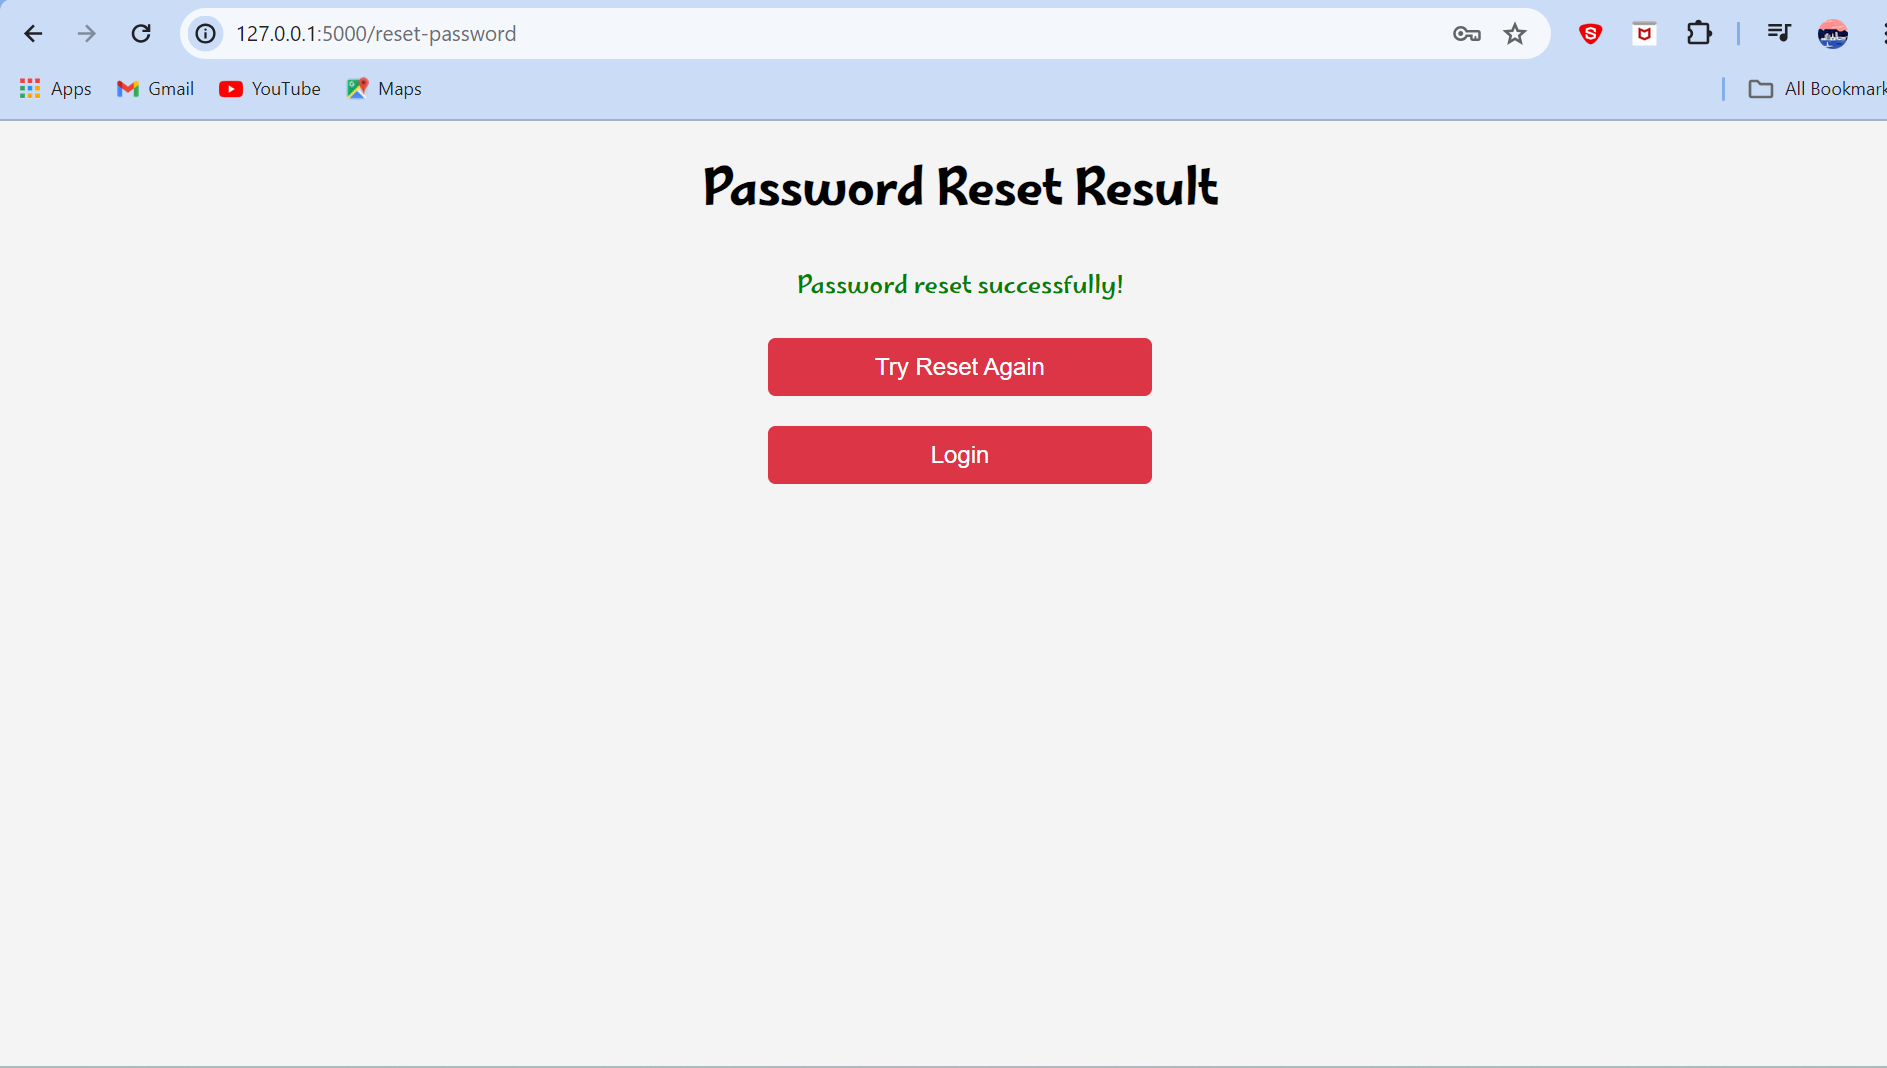 127.0.0.1:5000/reset-password
Apps Gmail YouTube Maps All Bookmark
Password Reset Result
Password reset successfully!
Try Reset Again
Login